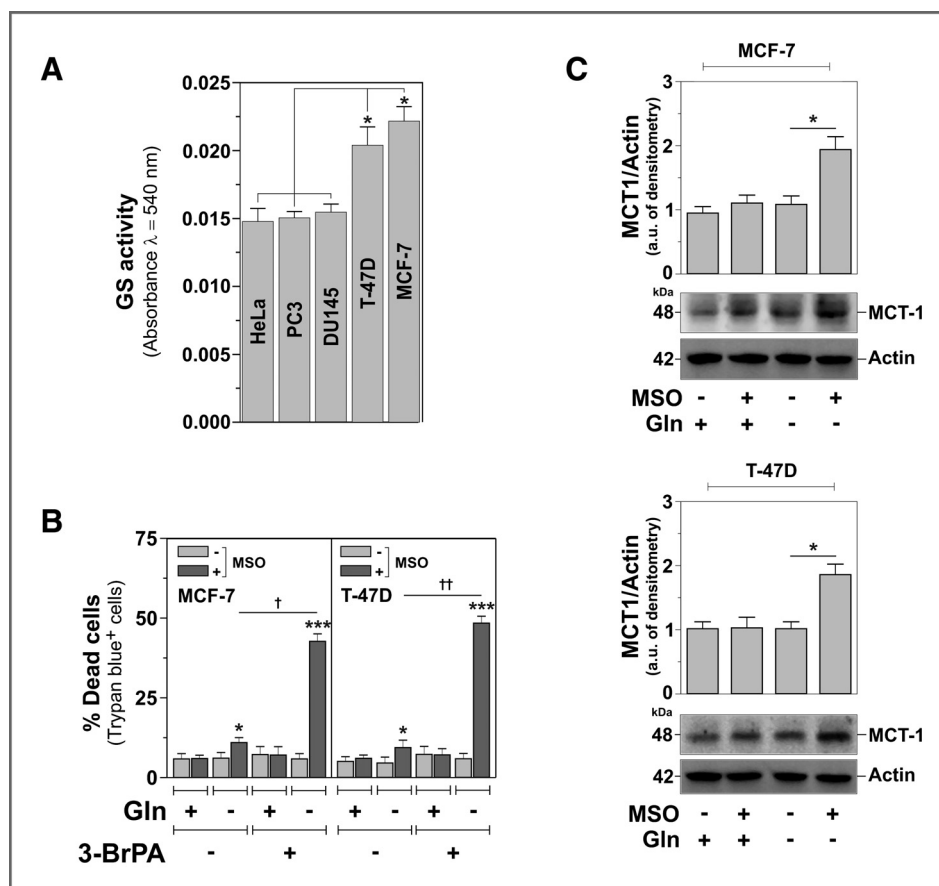 A
GS activity
(Absorbance λ = 540 nm)
0.025
0.020
0.015
0.010
0.005
0.000
* *
HeLa
PC3
DU145
T-47D
MCF-7
B
% Dead cells
(Trypan blue+ cells)
75
50
25
0
- MSO
+
MCF-7
- MSO
+
T-47D
† ††
* *** * ***
Gln + - + - + - + -
3-BrPA - + - +
C
MCF-7
MCT1/Actin
(a.u. of densitometry)
3
2
1
0
*
kDa
48 MCT-1
42 Actin
MSO - + - +
Gln + + - -
T-47D
MCT1/Actin
(a.u. of densitometry)
3
2
1
0
*
kDa
48 MCT-1
42 Actin
MSO - + - +
Gln + + - -